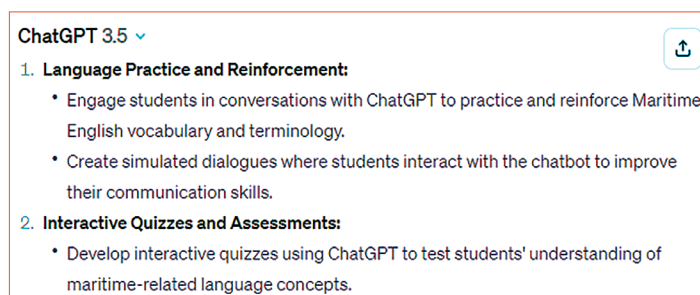 ChatGPT 3.5
1. Language Practice and Reinforcement:
• Engage students in conversations with ChatGPT to practice and reinforce Maritime
English vocabulary and terminology.
• Create simulated dialogues where students interact with the chatbot to improve
their communication skills.
2. Interactive Quizzes and Assessments:
• Develop interactive quizzes using ChatGPT to test students' understanding of
maritime-related language concepts.